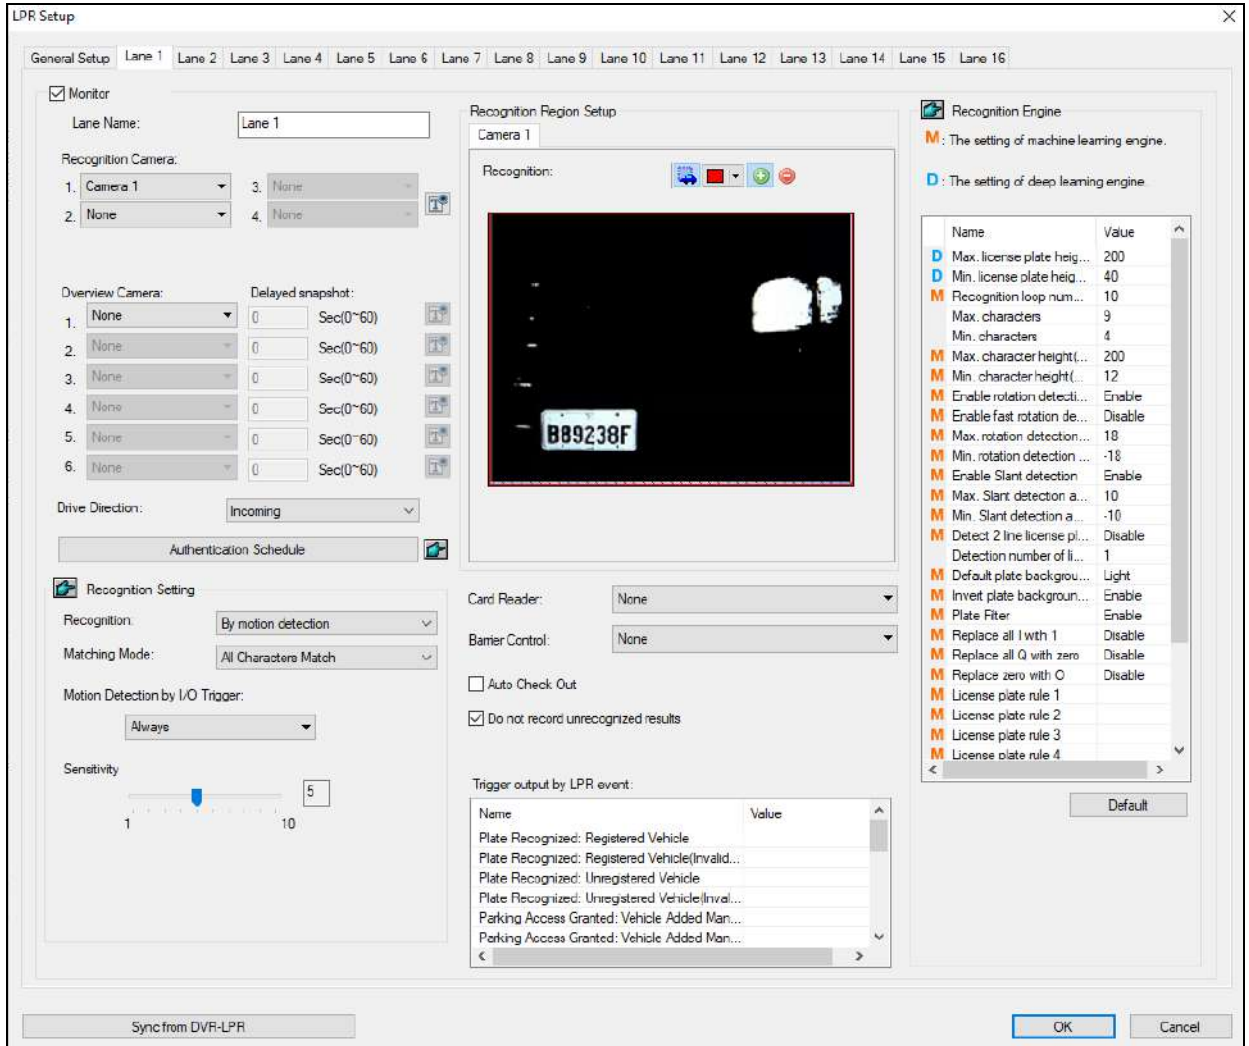 LPR Setup
General Setup Lane 1 Lane 2 Lane 3 Lane 4 Lane 5 Lane 6 Lane 7 Lane 8 Lane 9 Lane 10 Lane 11 Lane 12 Lane 13 Lane 14 Lane 15 Lane 16
Monitor
Lane Name: Lane 1
Recognition Camera:
1. Camera 1 3. None
2. None 4. None
Overview Camera: Delayed snapshot:
1. None 0 Sec(0~60)
2. None 0 Sec(0~60)
3. None 0 Sec(0~60)
4. None 0 Sec(0~60)
5. None 0 Sec(0~60)
6. None 0 Sec(0~60)
Drive Direction: Incoming
Authentication Schedule
Recogntion Setting
Recognition: By motion detection
Matching Mode: All Characters Match
Motion Detection by I/O Trigger:
Always
Sensitivity
5
1 10
Recognition Region Setup
Camera 1
Recognition:
B89238F
Card Reader: None
Barrier Control: None
Auto Check Out
Do not record unrecognized results
Trigger output by LPR event:
Name Value
Plate Recognized: Registered Vehicle
Plate Recognized: Registered Vehicle(Invalid...
Plate Recognized: Unregistered Vehicle
Plate Recognized: Unregistered Vehicle(Inval...
Parking Access Granted: Vehicle Added Man...
Parking Access Granted: Vehicle Added Man...
Recognition Engine
M : The setting of machine learning engine.
D : The setting of deep learning engine.
Name Value
D Max. license plate heig... 200
D Min. license plate heig... 40
M Recognition loop num... 10
Max. characters 9
Min. characters 4
M Max. character height(... 200
M Min. character height(... 12
M Enable rotation detecti... Enable
M Enable fast rotation de... Disable
M Max. rotation detection... 18
M Min. rotation detection ... -18
M Enable Slant detection Enable
M Max. Slant detection a... 10
M Min. Slant detection a... -10
M Detect 2 line license pl... Disable
Detection number of li... 1
M Default plate backgrou... Light
M Invert plate backgroun... Enable
M Plate Filter Enable
M Replace all I with 1 Disable
M Replace all Q with zero Disable
M Replace zero with O Disable
M License plate rule 1
M License plate rule 2
M License plate rule 3
M License plate rule 4
Default
Sync from DVR-LPR
OK Cancel